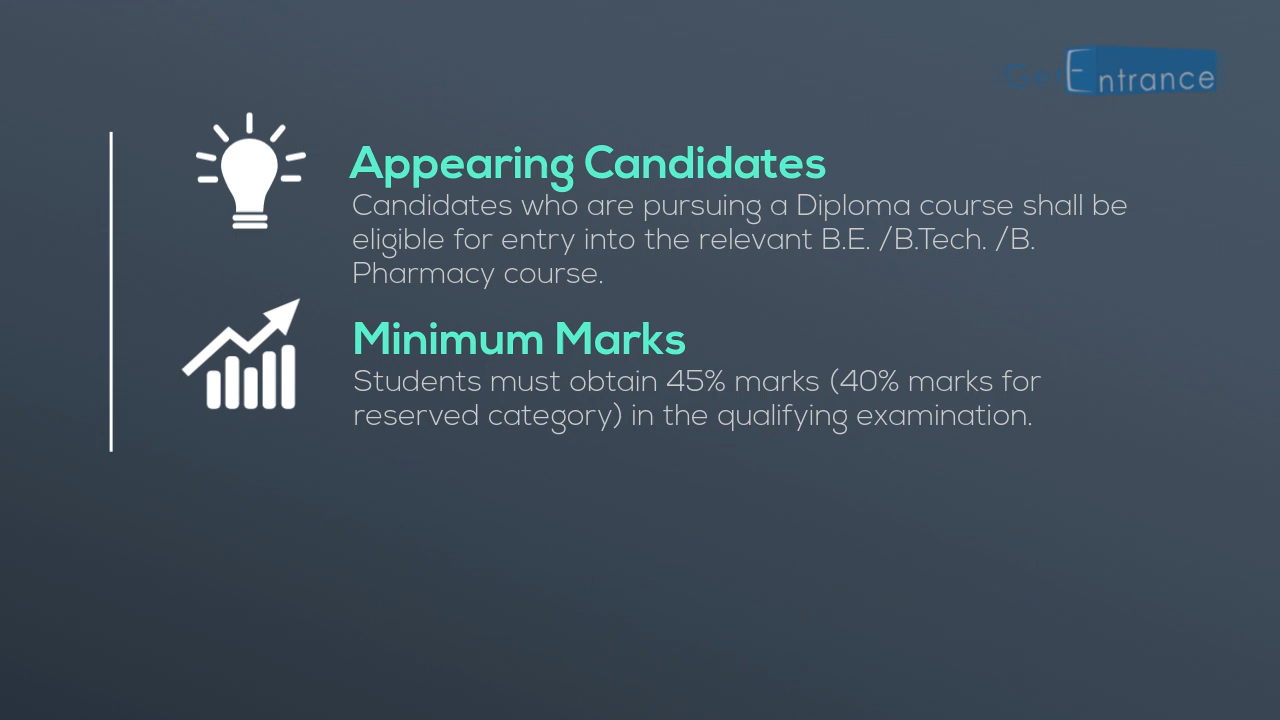 GetEntrance
Appearing Candidates
Candidates who are pursuing a Diploma course shall be
eligible for entry into the relevant B.E. /B.Tech. /B.
Pharmacy course.
Minimum Marks
Students must obtain 45% marks (40% marks for
reserved category) in the qualifying examination.